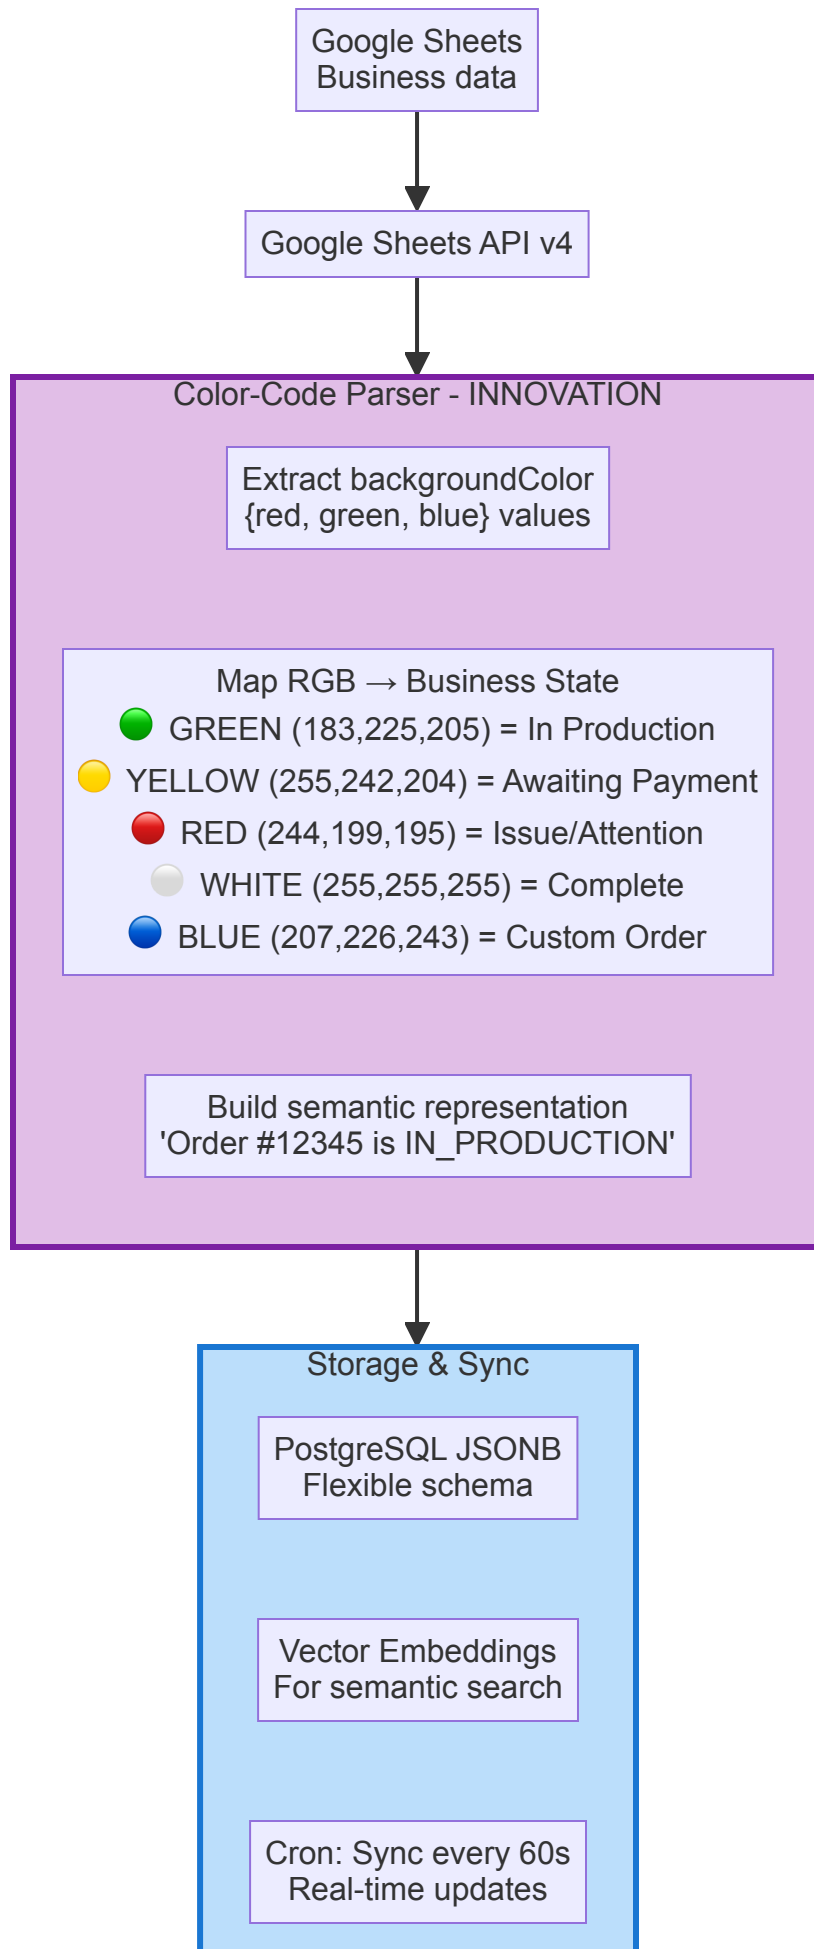 Google Sheets
Business data
Google Sheets API v4
Color-Code Parser - INNOVATION
Extract backgroundColor
{red, green, blue} values
Map RGB → Business State
🟢 GREEN (183,225,205) = In Production
🟡 YELLOW (255,242,204) = Awaiting Payment
🔴 RED (244,199,195) = Issue/Attention
⚪ WHITE (255,255,255) = Complete
🔵 BLUE (207,226,243) = Custom Order
Build semantic representation
'Order #12345 is IN_PRODUCTION'
Storage & Sync
PostgreSQL JSONB
Flexible schema
Vector Embeddings
For semantic search
Cron: Sync every 60s
Real-time updates